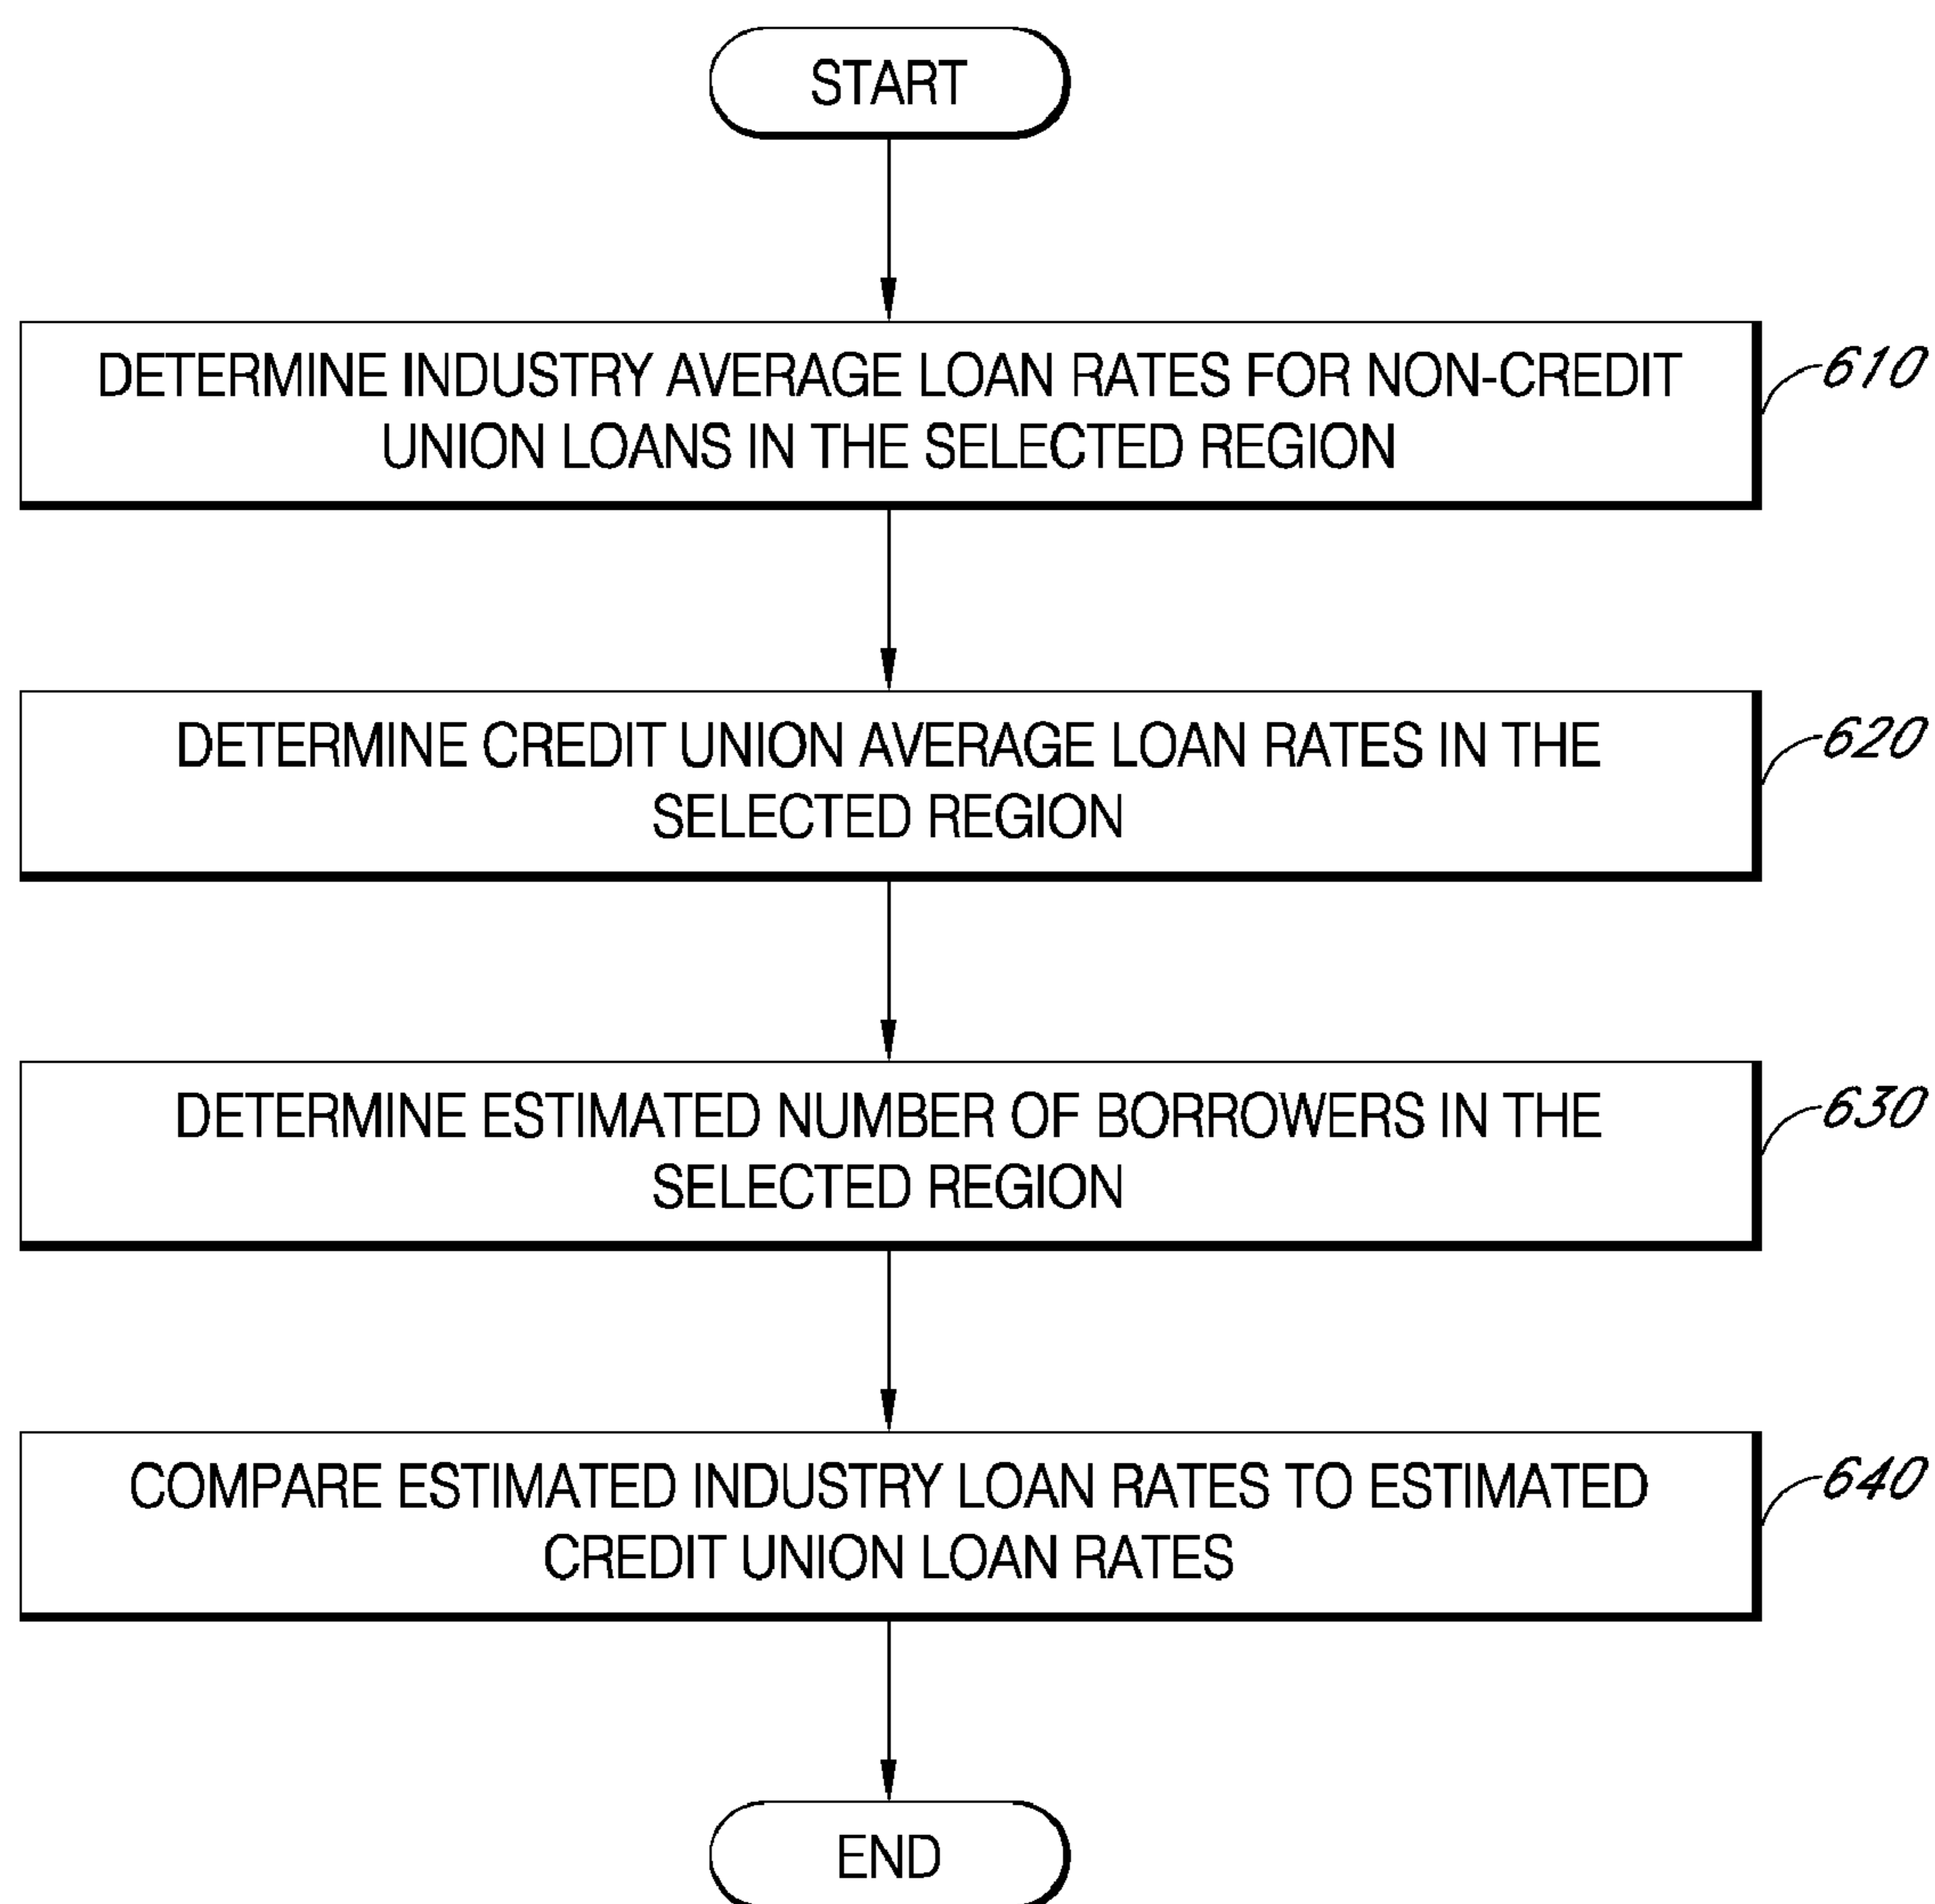 START
DETERMINE INDUSTRY AVERAGE LOAN RATES FOR NON-CREDIT
UNION LOANS IN THE SELECTED REGION
610
DETERMINE CREDIT UNION AVERAGE LOAN RATES IN THE
SELECTED REGION
620
DETERMINE ESTIMATED NUMBER OF BORROWERS IN THE
SELECTED REGION
630
COMPARE ESTIMATED INDUSTRY LOAN RATES TO ESTIMATED
CREDIT UNION LOAN RATES
640
END